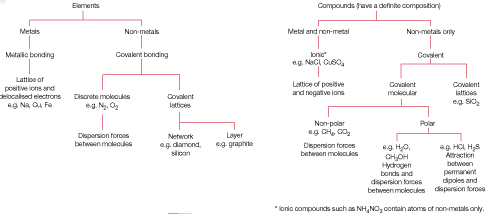 Elements
Metals
Non-metals
Metallic bonding
Covalent bonding
Lattice
of positive
ions and
delocalised electrons
e.g. Na, Cu, Fe
Discrete molecules
e.g. N₂, O₂
Covalent
lattices
Dispersion forces
between molecules
Network
e.g. diamond,
silicon
Layer
e.g. graphite
Compounds (have a definite composition)
Metal and non-metal
Non-metals only
Ionic*
e.g. NaCl, CuSO₄
Covalent
Lattice of positive
and negative ions
Covalent
molecular
Covalent
lattices
e.g. SiO₂
Non-polar
e.g. CH₄, CO₂
Polar
Dispersion forces
between molecules
e.g. H₂O,
CH₃OH
Hydrogen
bonds and
dispersion forces
between molecules
e.g. HCl, H₂S
Attraction
between
permanent
dipoles and
dispersion forces
* Ionic compounds such as NH₄NO₃ contain atoms of non-metals only.